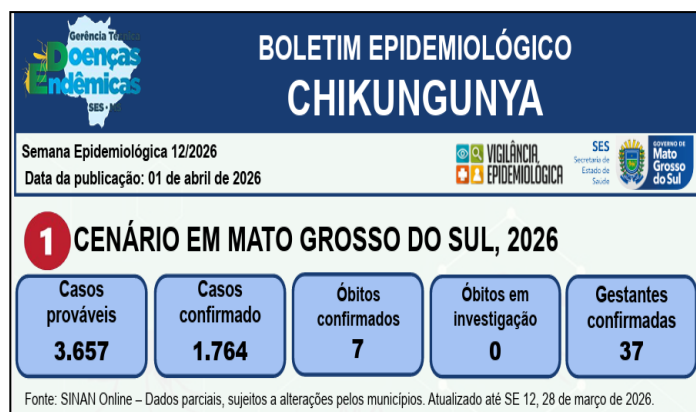 Gerência Técnica
Doenças
Endêmicas
SES - MS
BOLETIM EPIDEMIOLÓGICO
CHIKUNGUNYA
Semana Epidemiológica 12/2026
Data da publicação: 01 de abril de 2026
VIGILÂNCIA
EPIDEMIOLÓGICA
SES
Secretaria de
Estado de
Saúde
GOVERNO DE
Mato
Grosso
do Sul
1 CENÁRIO EM MATO GROSSO DO SUL, 2026
Casos
prováveis
3.657
Casos
confirmado
1.764
Óbitos
confirmados
7
Óbitos em
investigação
0
Gestantes
confirmadas
37
Fonte: SINAN Online – Dados parciais, sujeitos a alterações pelos municípios. Atualizado até SE 12, 28 de março de 2026.